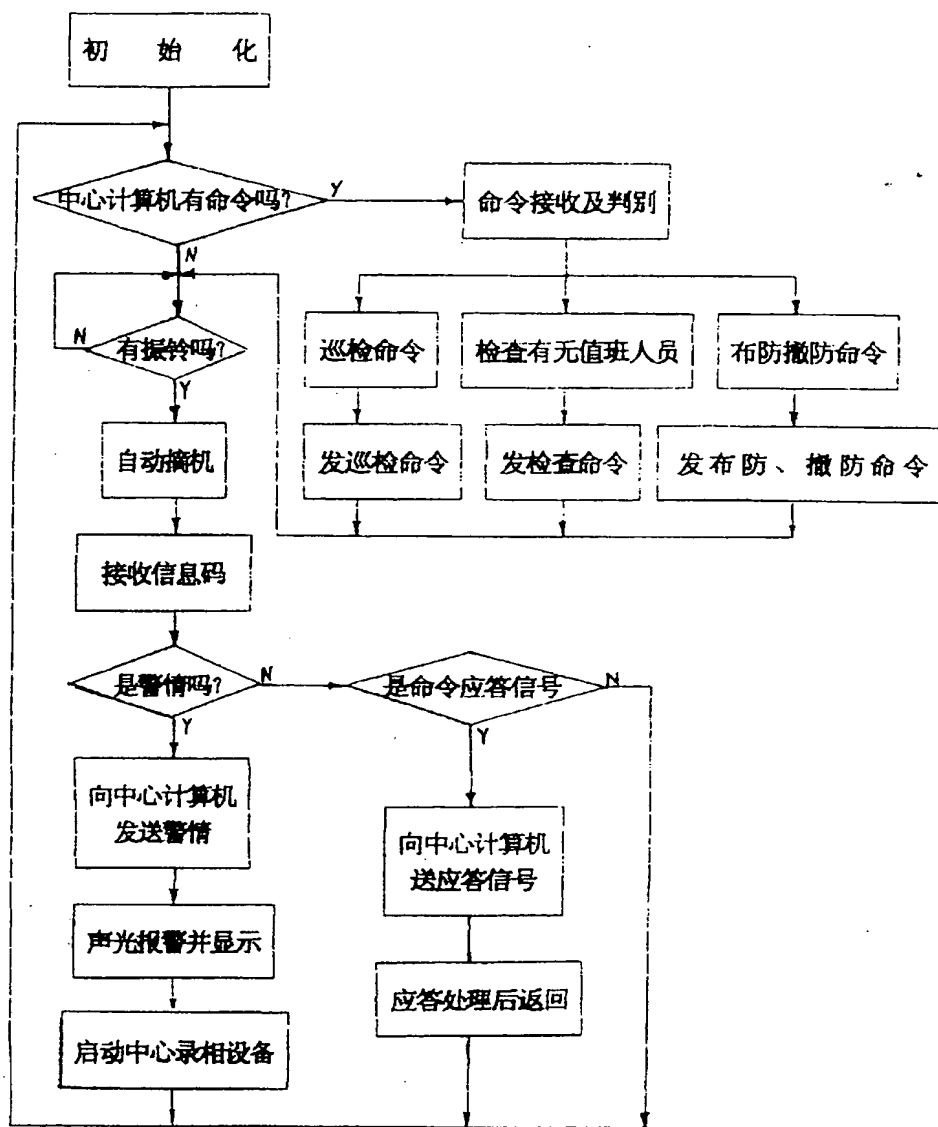 初 始 化
中心计算机有命令吗?
Y
命令接收及判别
N
N
有振铃吗?
Y
巡检命令
检查有无值班人员
布防撤防命令
自动摘机
发巡检命令
发检查命令
发布防、撤防命令
接收信息码
是警情吗?
N
是命令应答信号
N
Y
Y
向中心计算机
发送警情
向中心计算机
送应答信号
声光报警并显示
应答处理后返回
启动中心录相设备